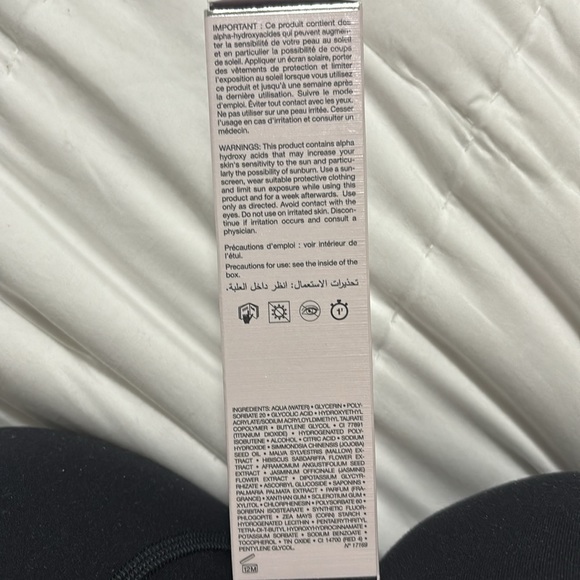 IMPORTANT : Ce produit contient des
alpha-hydroxyacides qui peuvent augmen-
ter la sensibilité de votre peau au soleil
et en particulier la possibilité de coups
de soleil. Appliquer un écran solaire, porter
des vêtements de protection et limiter
l'exposition au soleil lorsque vous utilisez
ce produit et jusqu'à une semaine après
la dernière utilisation. Suivre le mode
d'emploi. Éviter tout contact avec les yeux.
Ne pas utiliser sur une peau irritée. Cesser
l'usage en cas d'irritation et consulter un
médecin.
WARNINGS: This product contains alpha
hydroxy acids that may increase your
skin's sensitivity to the sun and particu-
larly the possibility of sunburn. Use a sun-
screen, wear suitable protective clothing
and limit sun exposure while using this
product and for a week afterwards. Use
only as directed. Avoid contact with the
eyes. Do not use on irritated skin. Discon-
tinue if irritation occurs and consult a
physician.
Précautions d'emploi : voir intérieur de
l'étui.
Precautions for use: see the inside of the
box.
تحذيرات الاستعمال: انظر داخل العلبة.
1'
INGREDIENTS: AQUA (WATER) • GLYCERIN • POLY-
SORBATE 20 • GLYCOLIC ACID • HYDROXYETHYL
ACRYLATE/SODIUM ACRYLOYLDIMETHYL TAURATE
COPOLYMER • BUTYLENE GLYCOL • CI 77891
(TITANIUM DIOXIDE) • HYDROGENATED POLY-
ISOBUTENE • ALCOHOL • CITRIC ACID • SODIUM
HYDROXIDE • SIMMONDSIA CHINENSIS (JOJOBA)
SEED OIL • MALVA SYLVESTRIS (MALLOW) EX-
TRACT • HIBISCUS SABDARIFFA FLOWER EX-
TRACT • AFRAMOMUM ANGUSTIFOLIUM SEED
EXTRACT • JASMINUM OFFICINALE (JASMINE)
FLOWER EXTRACT • DIPOTASSIUM GLYCYR-
RHIZATE • ASCORBYL GLUCOSIDE • SAPONINS •
PALMARIA PALMATA EXTRACT • PARFUM (FRA-
GRANCE) • XANTHAN GUM • SCLEROTIUM GUM •
XYLITOL • CHLORPHENESIN • POLYSORBATE 60 •
SORBITAN ISOSTEARATE • SYNTHETIC FLUOR-
PHLOGOPITE • ZEA MAYS (CORN) STARCH •
HYDROGENATED LECITHIN • PENTAERYTHRITYL
TETRA-DI-T-BUTYL HYDROXYHYDROCINNAMATE •
POTASSIUM SORBATE • SODIUM BENZOATE •
TOCOPHEROL • TIN OXIDE • CI 14700 (RED 4) •
PENTYLENE GLYCOL. N° 17169
12M